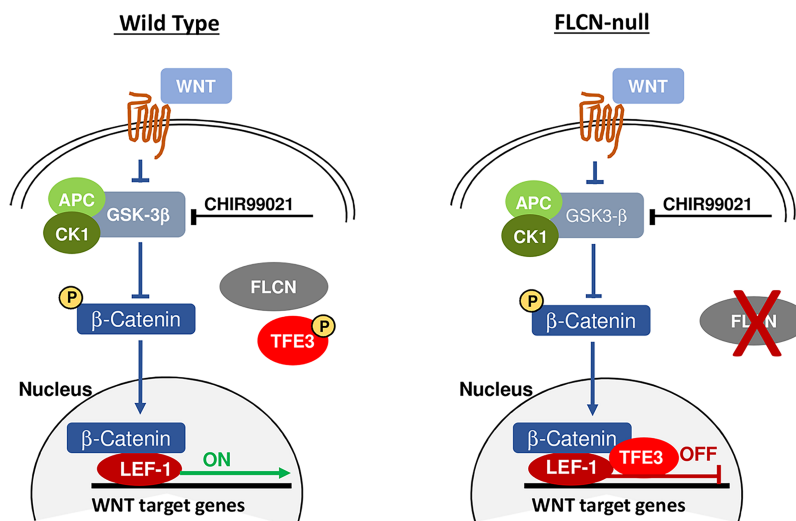 Wild Type
WNT
APC
GSK-3β
CK1
CHIR99021
FLCN
P
β-Catenin
P
TFE3
Nucleus
β-Catenin
LEF-1
ON
WNT target genes
FLCN-null
WNT
APC
GSK3-β
CK1
CHIR99021
P
β-Catenin
FLCN
Nucleus
β-Catenin
LEF-1
TFE3
OFF
WNT target genes